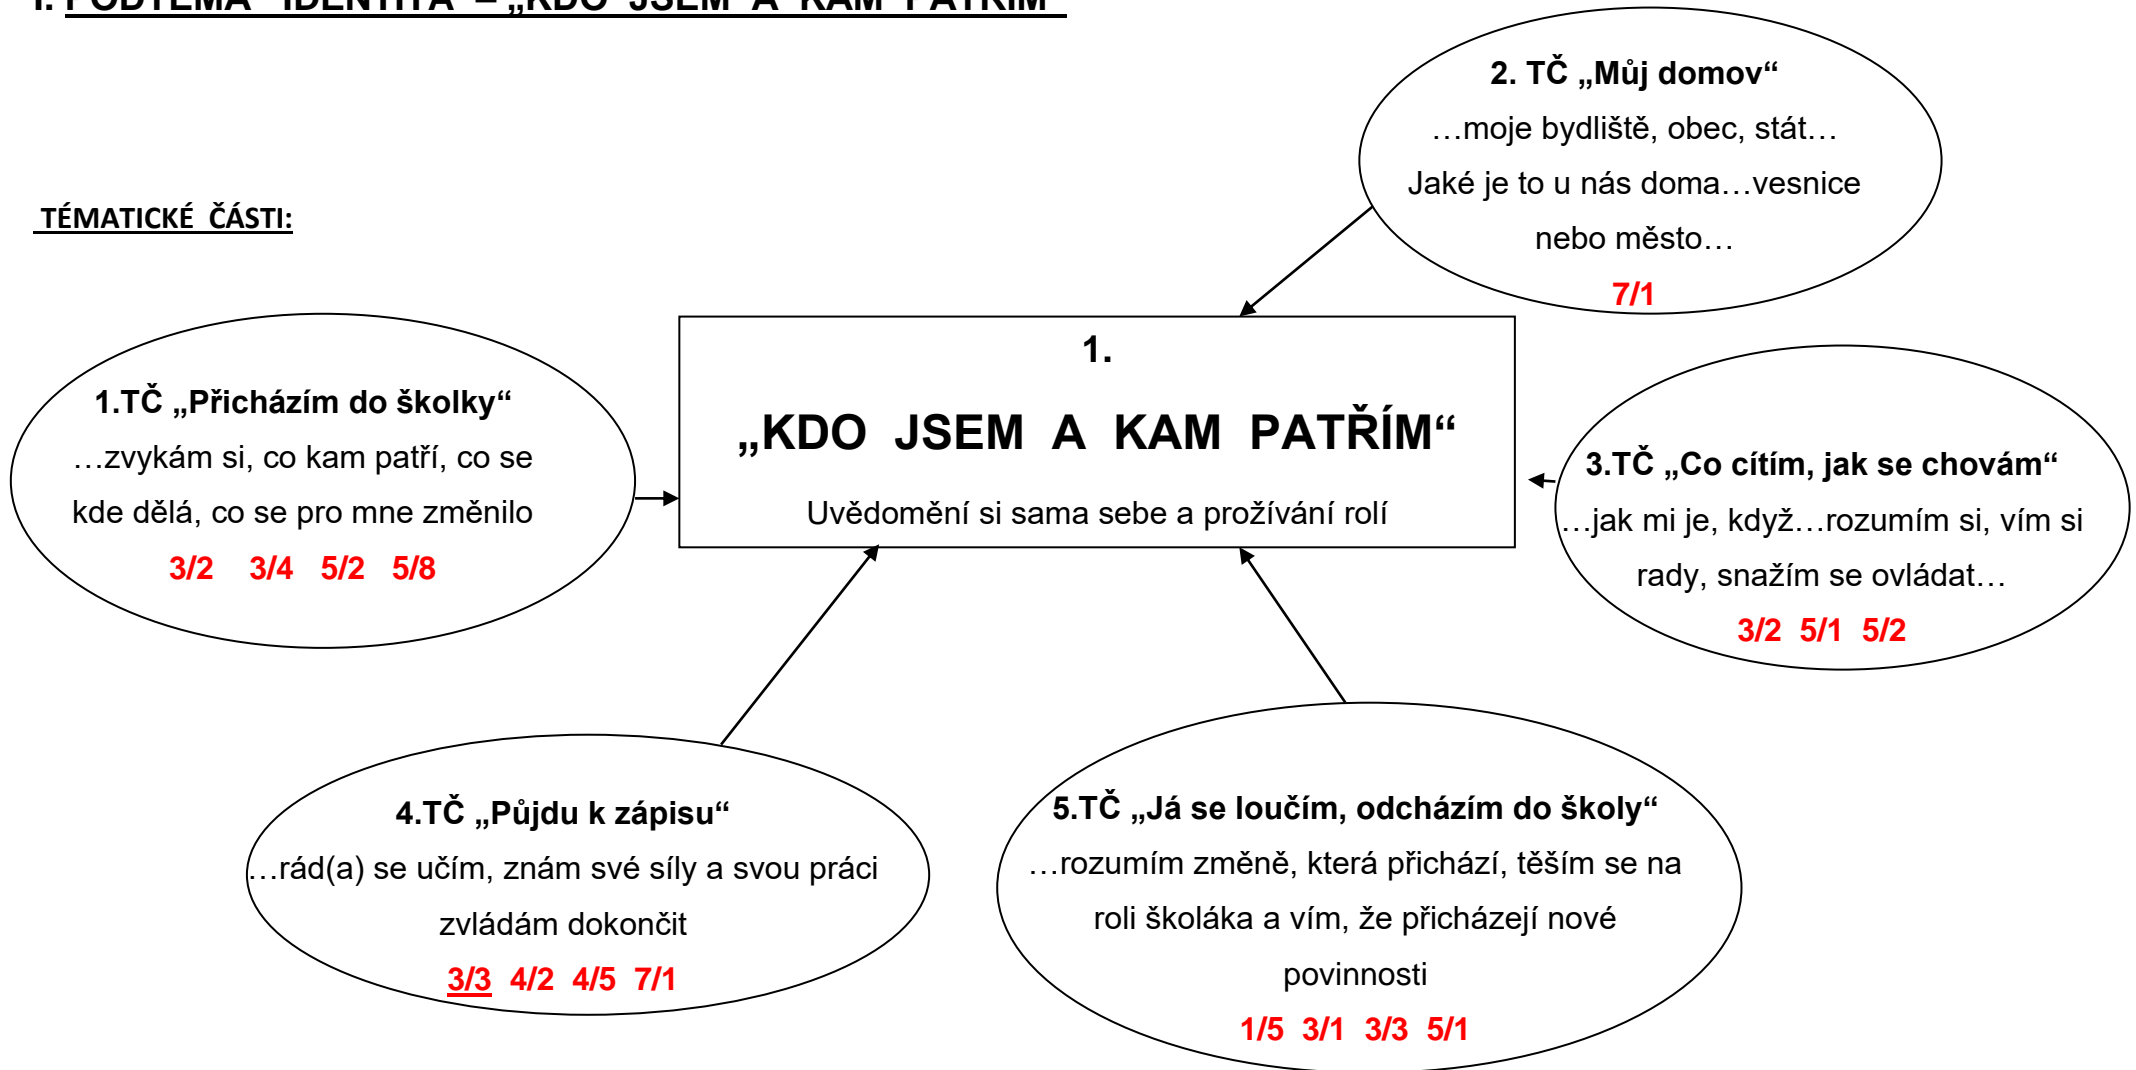 I. PODTÉMA IDENTITA – „KDO JSEM A KAM PATŘÍM“
TÉMATICKÉ ČÁSTI:
2. TČ „Můj domov“
…moje bydliště, obec, stát…
Jaké je to u nás doma…vesnice
nebo město…
7/1
1.
„KDO JSEM A KAM PATŘÍM“
Uvědomění si sama sebe a prožívání rolí
1.TČ „Přicházím do školky“
…zvykám si, co kam patří, co se
kde dělá, co se pro mne změnilo
3/2 3/4 5/2 5/8
3.TČ „Co cítím, jak se chovám“
…jak mi je, když…rozumím si, vím si
rady, snažím se ovládat…
3/2 5/1 5/2
4.TČ „Půjdu k zápisu“
…rád(a) se učím, znám své síly a svou práci
zvládám dokončit
3/3 4/2 4/5 7/1
5.TČ „Já se loučím, odcházím do školy“
…rozumím změně, která přichází, těším se na
roli školáka a vím, že přicházejí nové
povinnosti
1/5 3/1 3/3 5/1